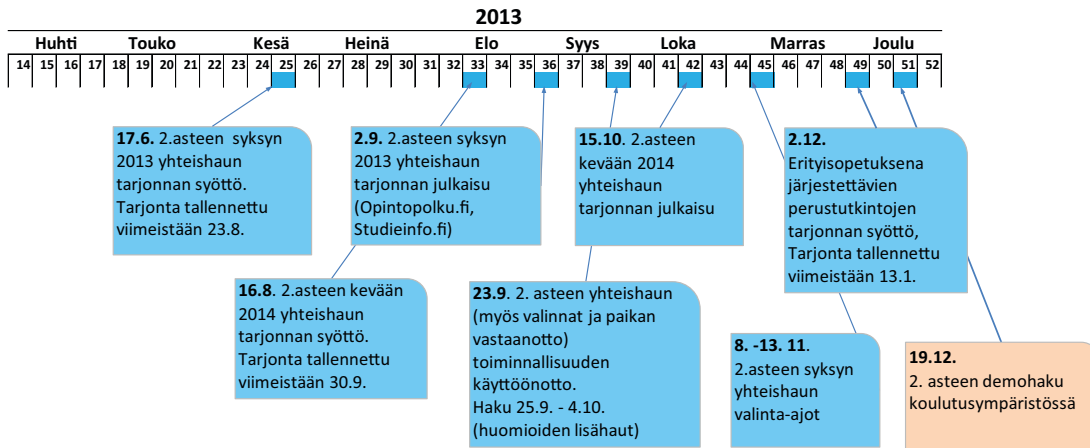 2013
Huhti Touko Kesä Heinä Elo Syys Loka Marras Joulu
14 15 16 17 18 19 20 21 22 23 24 25 26 27 28 29 30 31 32 33 34 35 36 37 38 39 40 41 42 43 44 45 46 47 48 49 50 51 52
17.6. 2.asteen syksyn
2013 yhteishaun
tarjonnan syöttö.
Tarjonta tallennettu
viimeistään 23.8.
2.9. 2.asteen syksyn
2013 yhteishaun
tarjonnan julkaisu
(Opintopolku.fi,
Studieinfo.fi)
15.10. 2.asteen
kevään 2014
yhteishaun
tarjonnan julkaisu
2.12.
Erityisopetuksena
järjestettävien
perustutkintojen
tarjonnan syöttö,
Tarjonta tallennettu
viimeistään 13.1.
16.8. 2.asteen kevään
2014 yhteishaun
tarjonnan syöttö.
Tarjonta tallennettu
viimeistään 30.9.
23.9. 2. asteen yhteishaun
(myös valinnat ja paikan
vastaanotto)
toiminnallisuuden
käyttöönotto.
Haku 25.9. - 4.10.
(huomioiden lisähaut)
8. -13. 11.
2.asteen syksyn
yhteishaun
valinta-ajot
19.12.
2. asteen demohaku
koulutusympäristössä